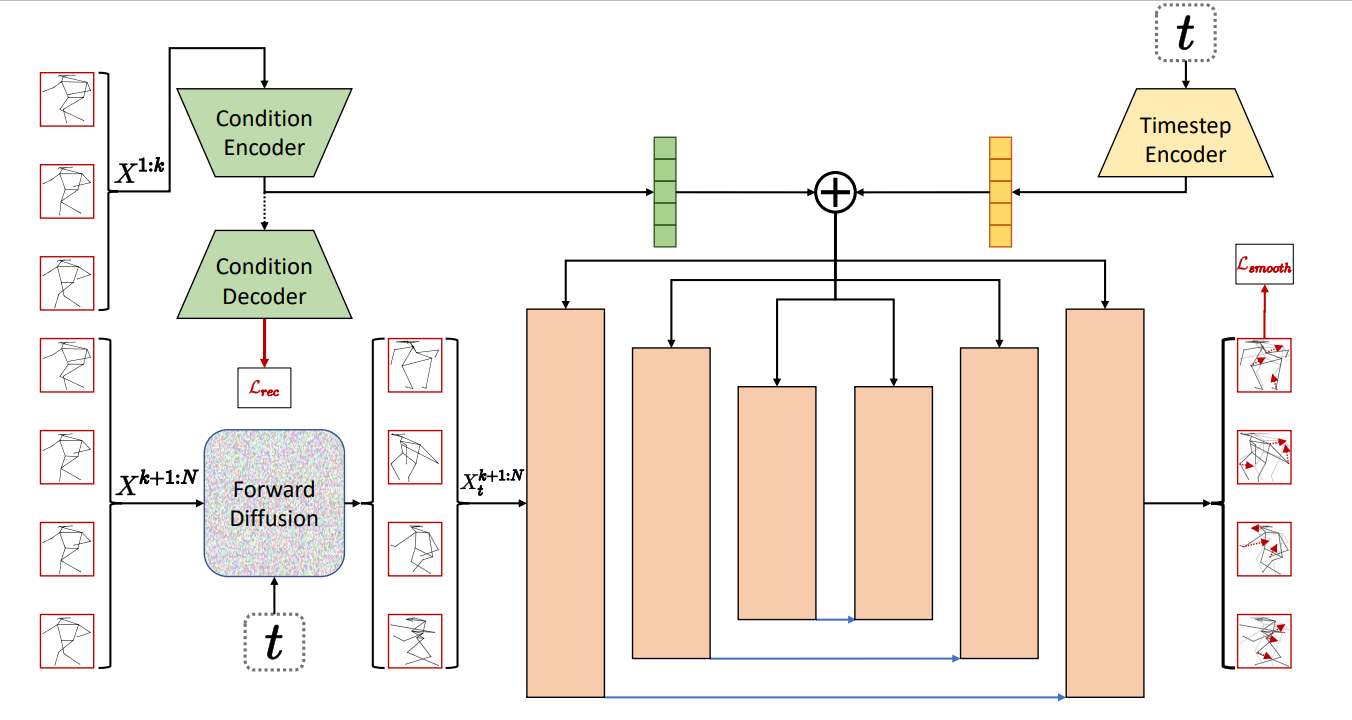 t
Condition
Encoder
Timestep
Encoder
X^{1:k}
Condition
Decoder
\mathcal{L}_{smooth}
\mathcal{L}_{rec}
X^{k+1:N}
Forward
Diffusion
X_t^{k+1:N}
t